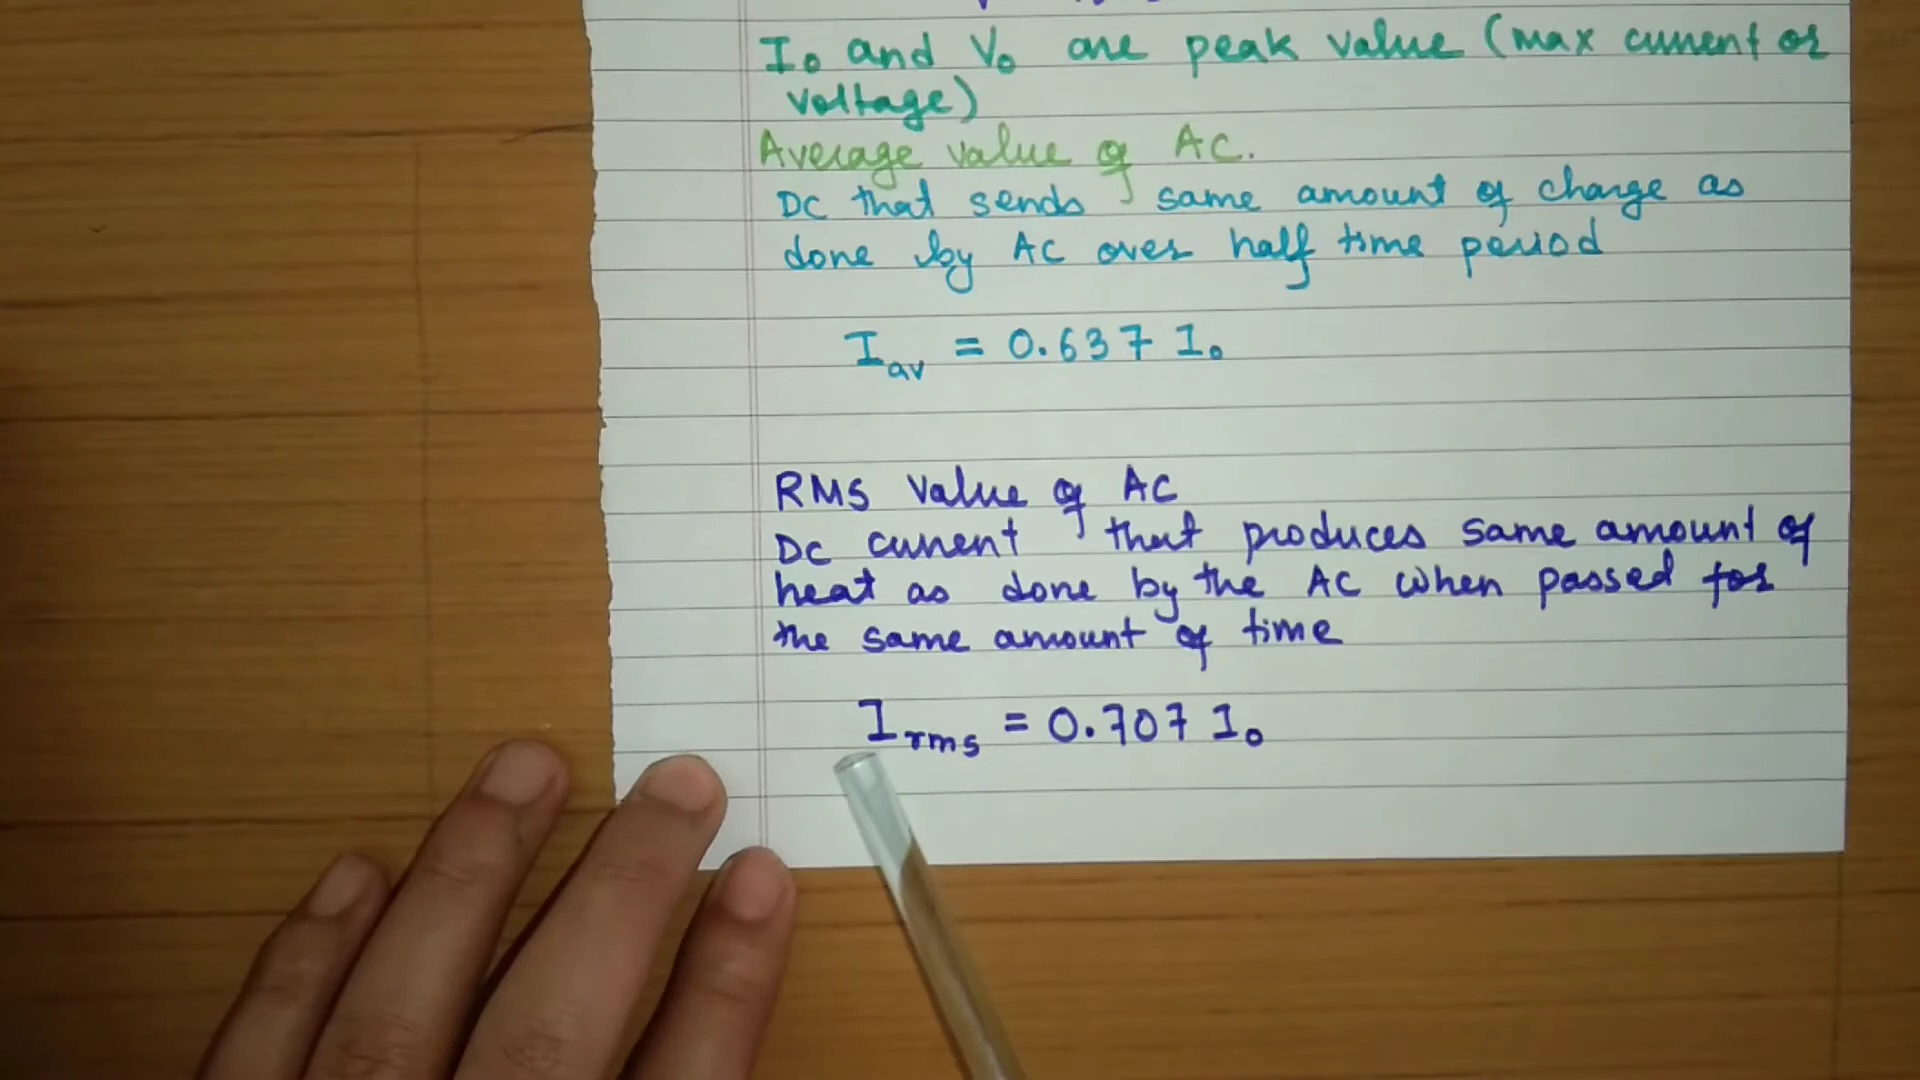 I₀ and V₀ are peak value (max current or
voltage)
Average value of AC.
DC that sends same amount of charge as
done by AC over half time period
I av = 0.637 I₀
RMS Value of AC
DC current that produces same amount of
heat as done by the AC when passed for
the same amount of time
I rms = 0.707 I₀